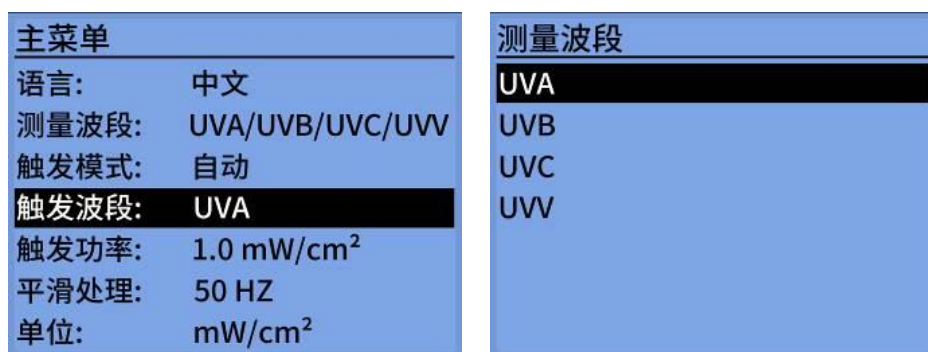 主菜单
语言: 中文
测量波段: UVA/UVB/UVC/UVV
触发模式: 自动
触发波段: UVA
触发功率: 1.0 mW/cm²
平滑处理: 50 HZ
单位: mW/cm²
测量波段
UVA
UVB
UVC
UVV